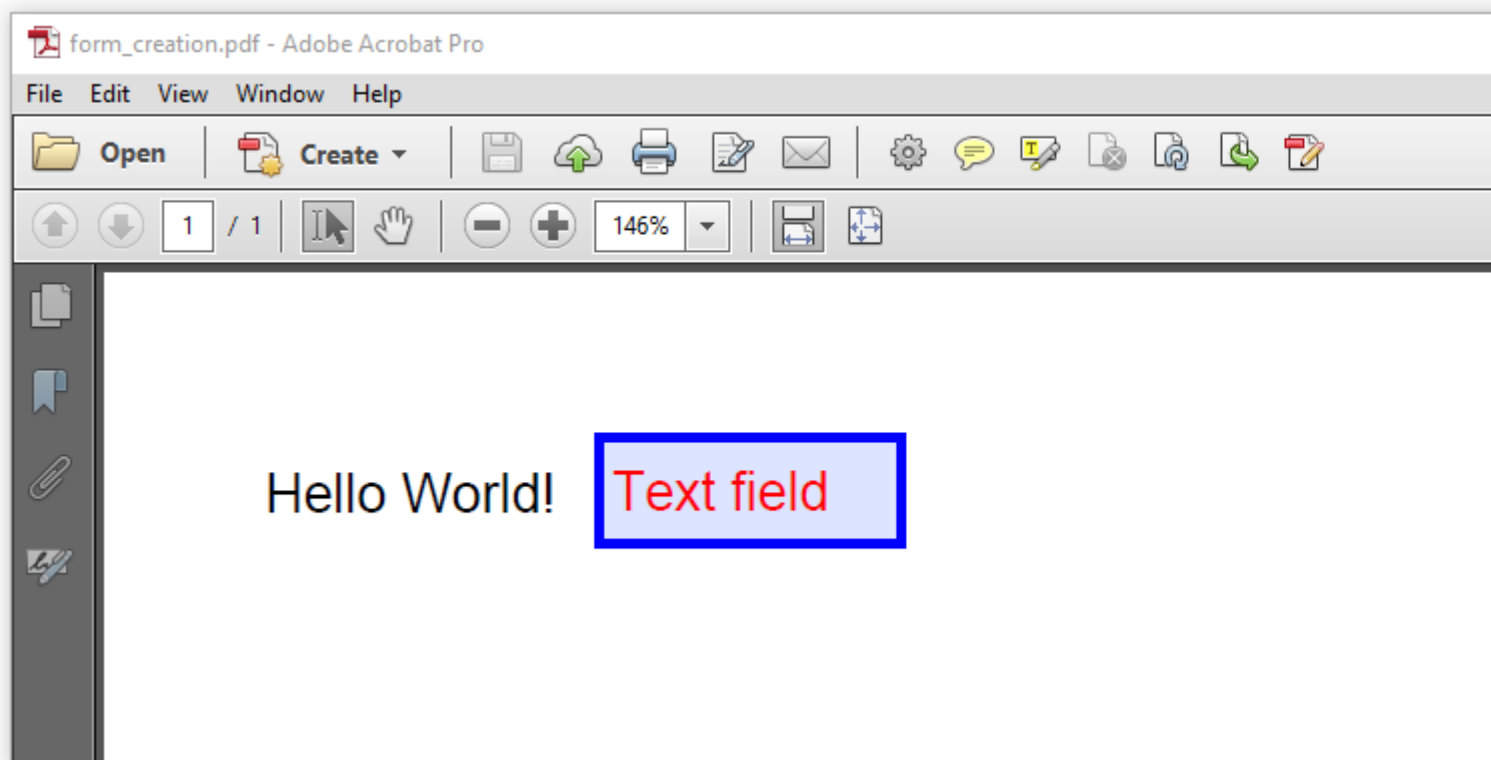 form_creation.pdf - Adobe Acrobat Pro
File Edit View Window Help
Open Create
1 / 1 146%
Hello World! Text field